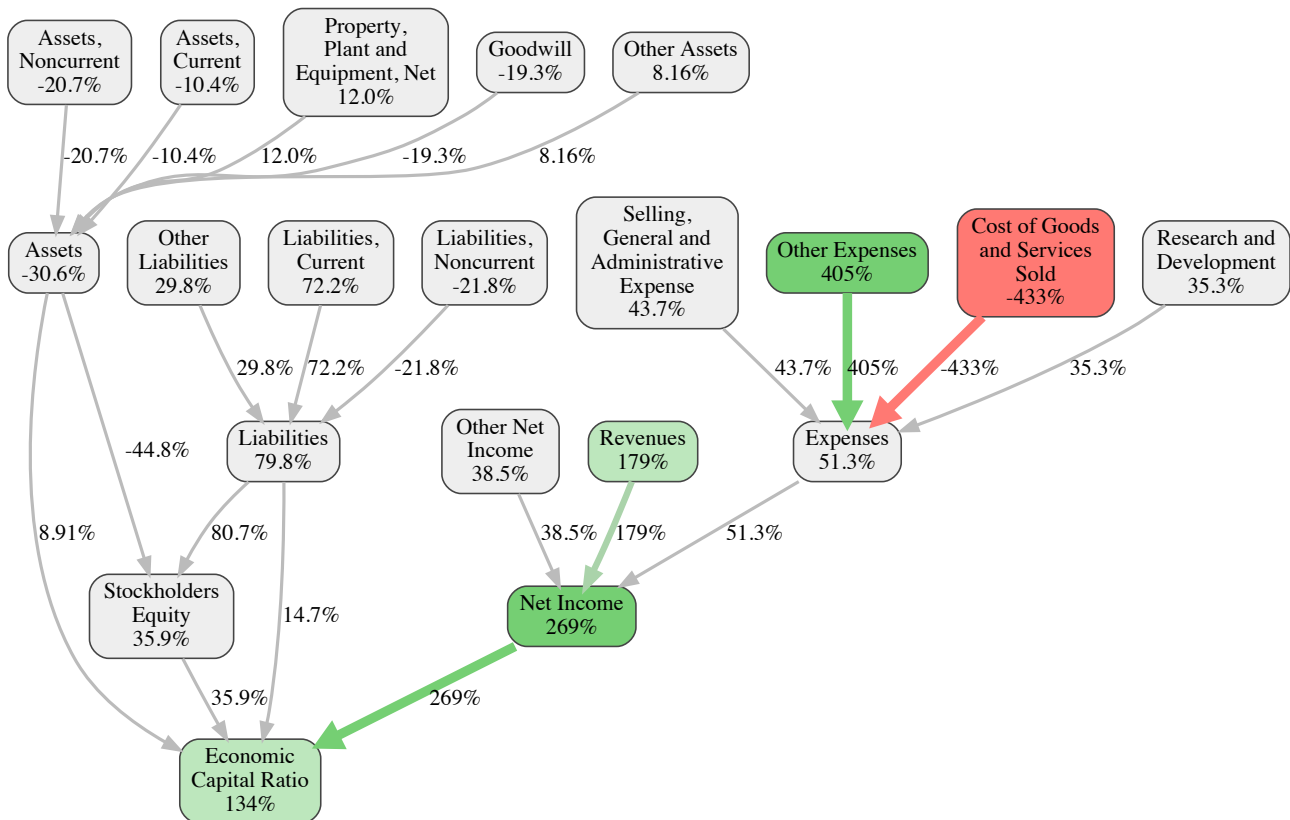 Assets,
Noncurrent
-20.7%
Assets,
Current
-10.4%
Property,
Plant and
Equipment, Net
12.0%
Goodwill
-19.3%
Other Assets
8.16%
-20.7%
-10.4%
12.0%
-19.3%
8.16%
Assets
-30.6%
Other
Liabilities
29.8%
Liabilities,
Current
72.2%
Liabilities,
Noncurrent
-21.8%
Selling,
General and
Administrative
Expense
43.7%
Other Expenses
405%
Cost of Goods
and Services
Sold
-433%
Research and
Development
35.3%
29.8%
72.2%
-21.8%
43.7%
405%
-433%
35.3%
Liabilities
79.8%
Other Net
Income
38.5%
Revenues
179%
Expenses
51.3%
-44.8%
8.91%
80.7%
14.7%
38.5%
179%
51.3%
Stockholders
Equity
35.9%
Net Income
269%
35.9%
269%
Economic
Capital Ratio
134%